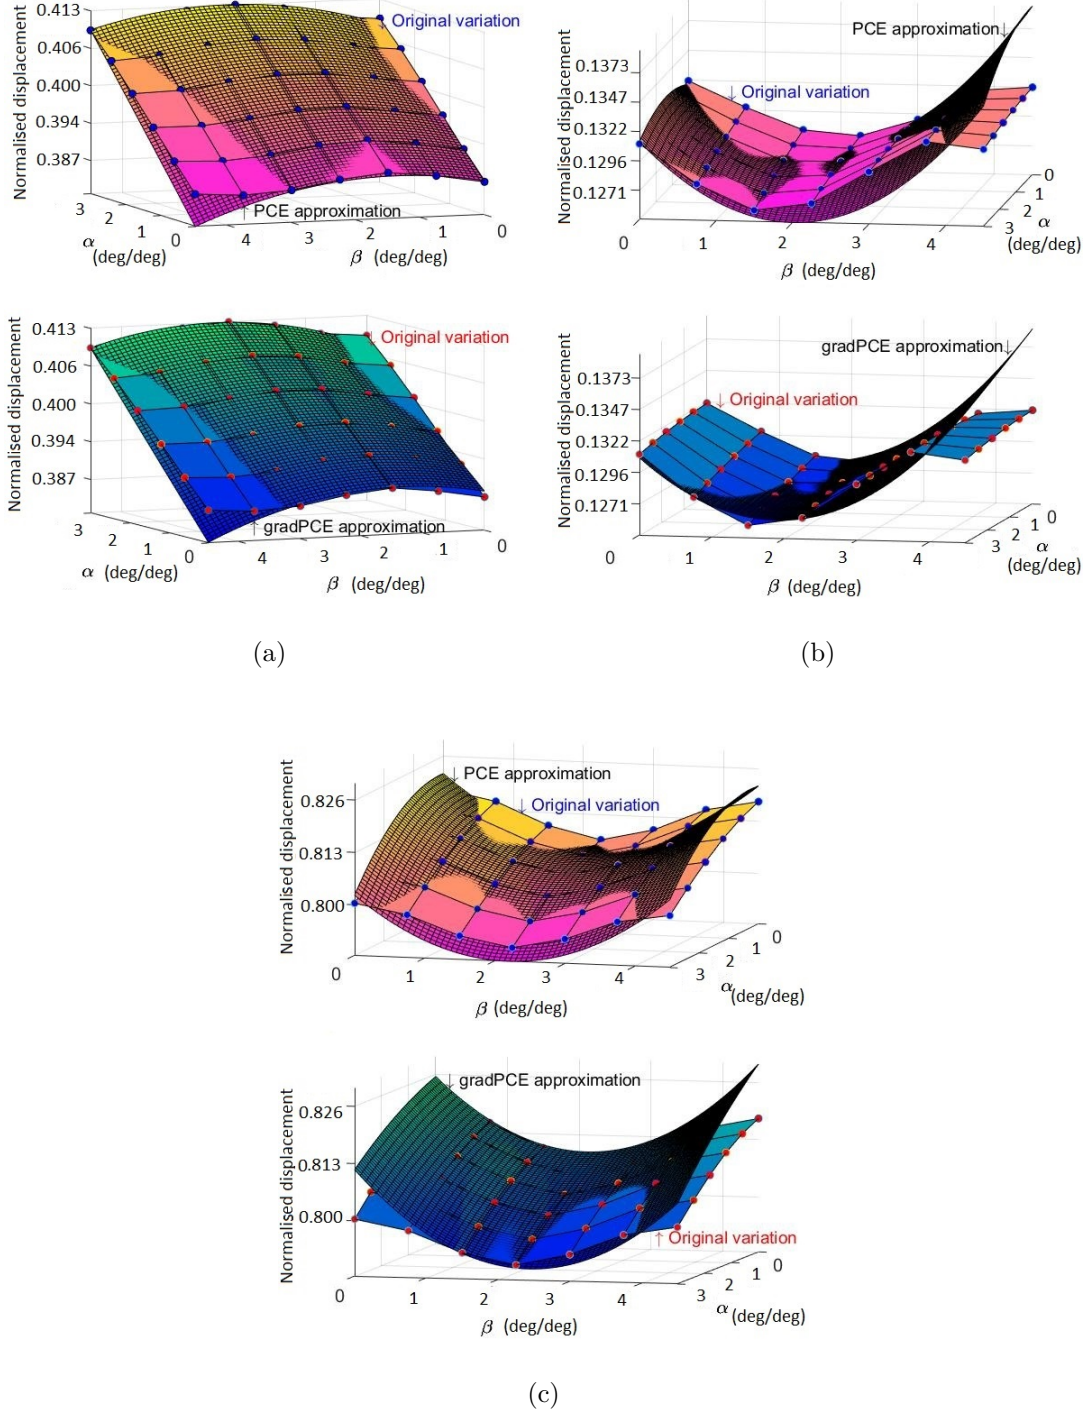 Normalised displacement
0.413
0.406
0.400
0.394
0.387
↓ Original variation
↑ PCE approximation
3
2
1
0
α
(deg/deg)
4
3
2
1
0
β (deg/deg)
Normalised displacement
0.1373
0.1347
0.1322
0.1296
0.1271
PCE approximation↓
↓ Original variation
0
1
2
3
4
β (deg/deg)
0
1
2
3
α
(deg/deg)
Normalised displacement
0.413
0.406
0.400
0.394
0.387
↓ Original variation
↑ gradPCE approximation
3
2
1
0
α (deg/deg)
4
3
2
1
0
β (deg/deg)
Normalised displacement
0.1373
0.1347
0.1322
0.1296
0.1271
gradPCE approximation↓
↓ Original variation
0
1
2
3
4
β (deg/deg)
0
1
2
3
α
(deg/deg)
(a)
(b)
Normalised displacement
0.826
0.813
0.800
↓ PCE approximation
↓ Original variation
0
1
2
3
4
β (deg/deg)
0
1
2
3
α
(deg/deg)
Normalised displacement
0.826
0.813
0.800
↓ gradPCE approximation
↑ Original variation
0
1
2
3
4
β (deg/deg)
0
1
2
3
α (deg/deg)
(c)